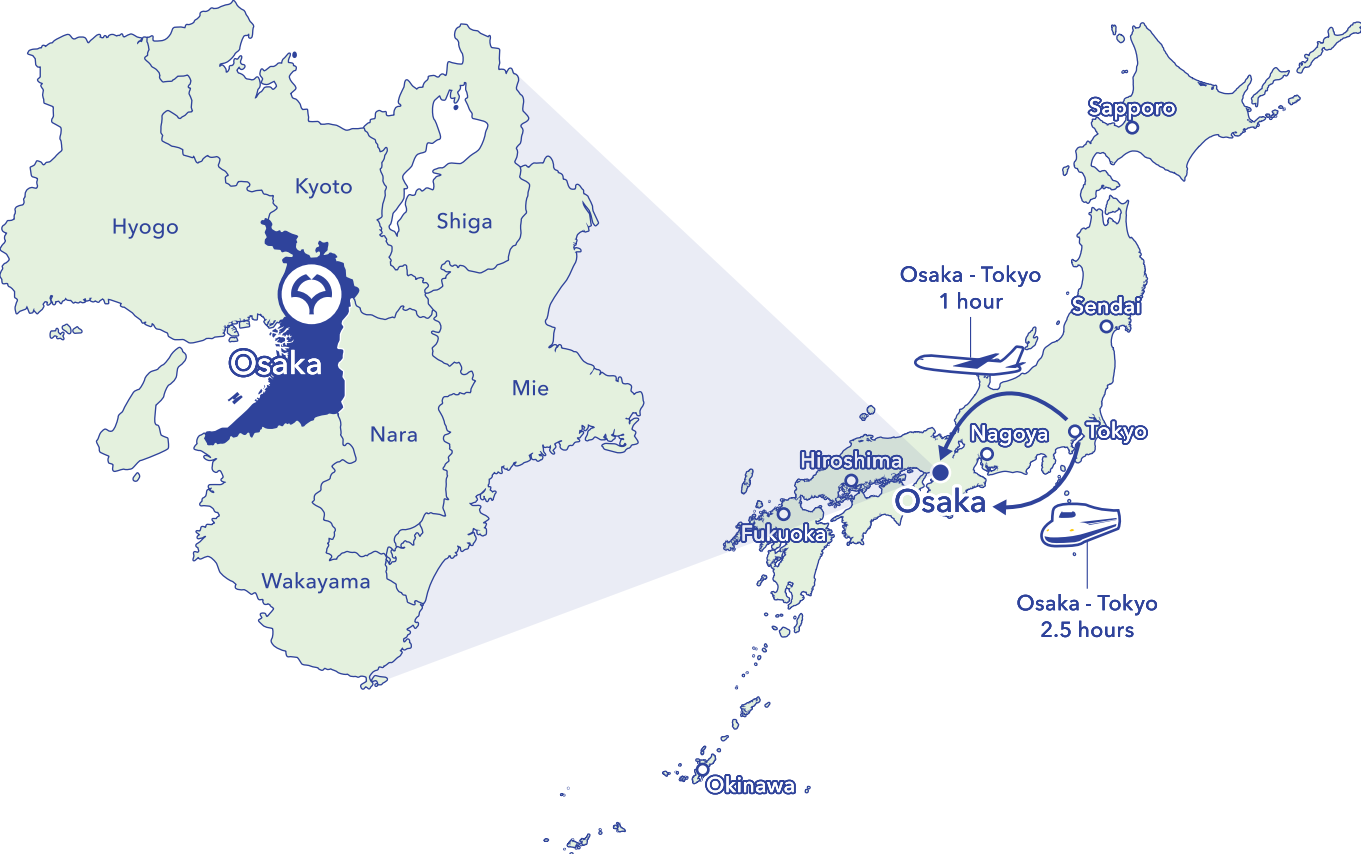 Kyoto
Hyogo
Shiga
Osaka
Mie
Nara
Wakayama
Sapporo
Osaka - Tokyo
1 hour
Sendai
Nagoya
Tokyo
Hiroshima
Osaka
Fukuoka
Osaka - Tokyo
2.5 hours
Okinawa